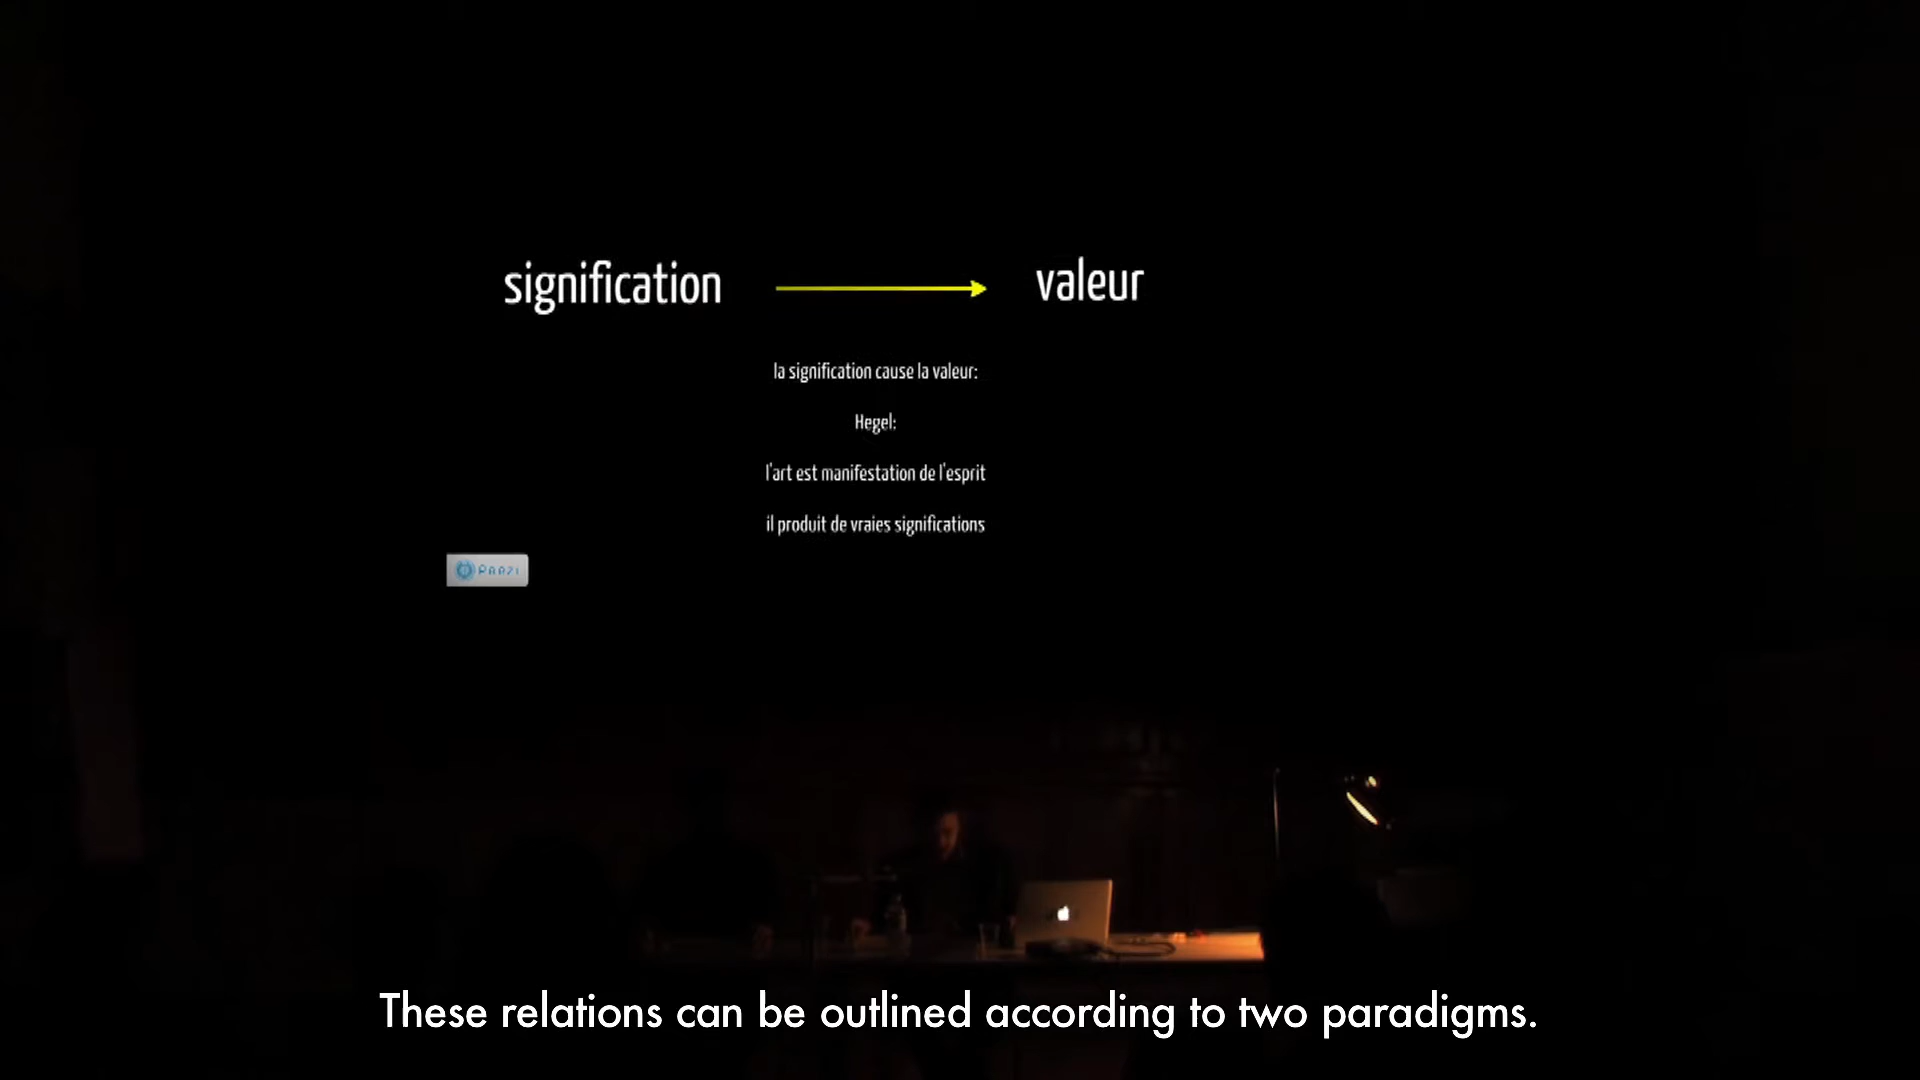 signification
valeur
la signification cause la valeur:
Hegel:
l'art est manifestation de l'esprit
il produit de vraies significations
These relations can be outlined according to two paradigms.